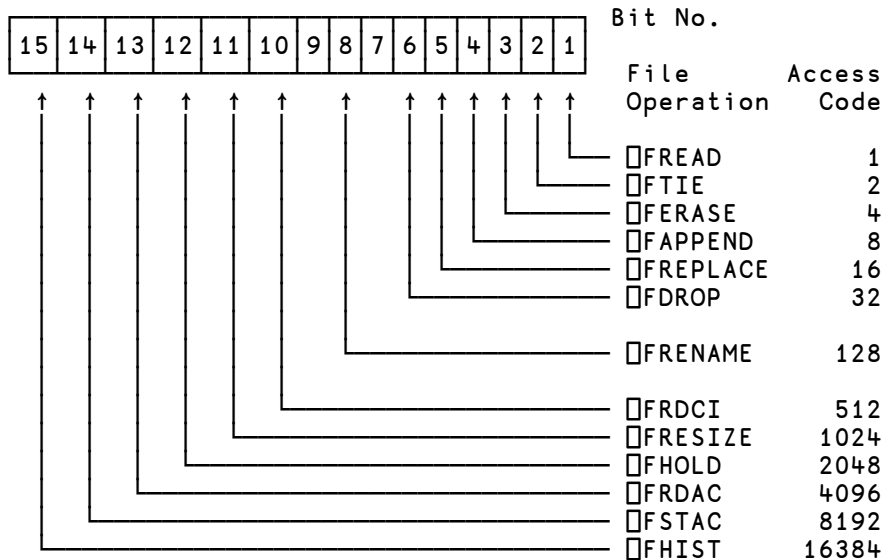 Bit No.
15 14 13 12 11 10 9 8 7 6 5 4 3 2 1
File Access
Operation Code
⎕FREAD 1
⎕FTIE 2
⎕FERASE 4
⎕FAPPEND 8
⎕FREPLACE 16
⎕FDROP 32
⎕FRENAME 128
⎕FRDCI 512
⎕FRESIZE 1024
⎕FHOLD 2048
⎕FRDAC 4096
⎕FSTAC 8192
⎕FHIST 16384